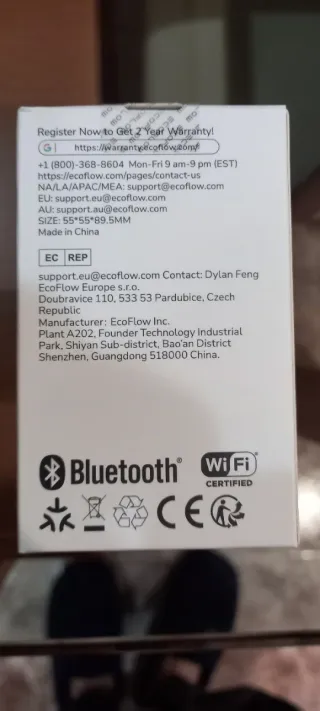 Register Now to Get 2 Year Warranty!
G https://warranty.ecoflow.com/
+1 (800)-368-8604 Mon-Fri 9 am-9 pm (EST)
https://ecoflow.com/pages/contact-us
NA/LA/APAC/MEA: support@ecoflow.com
EU: support.eu@ecoflow.com
AU: support.au@ecoflow.com
SIZE: 55*55*89.5MM
Made in China
EC REP
support.eu@ecoflow.com Contact: Dylan Feng
EcoFlow Europe s.r.o.
Doubravice 110, 533 53 Pardubice, Czech
Republic
Manufacturer: EcoFlow Inc.
Plant A202, Founder Technology Industrial
Park, Shiyan Sub-district, Bao'an District
Shenzhen, Guangdong 518000 China.
Bluetooth®
WiFi
CERTIFIED
CE